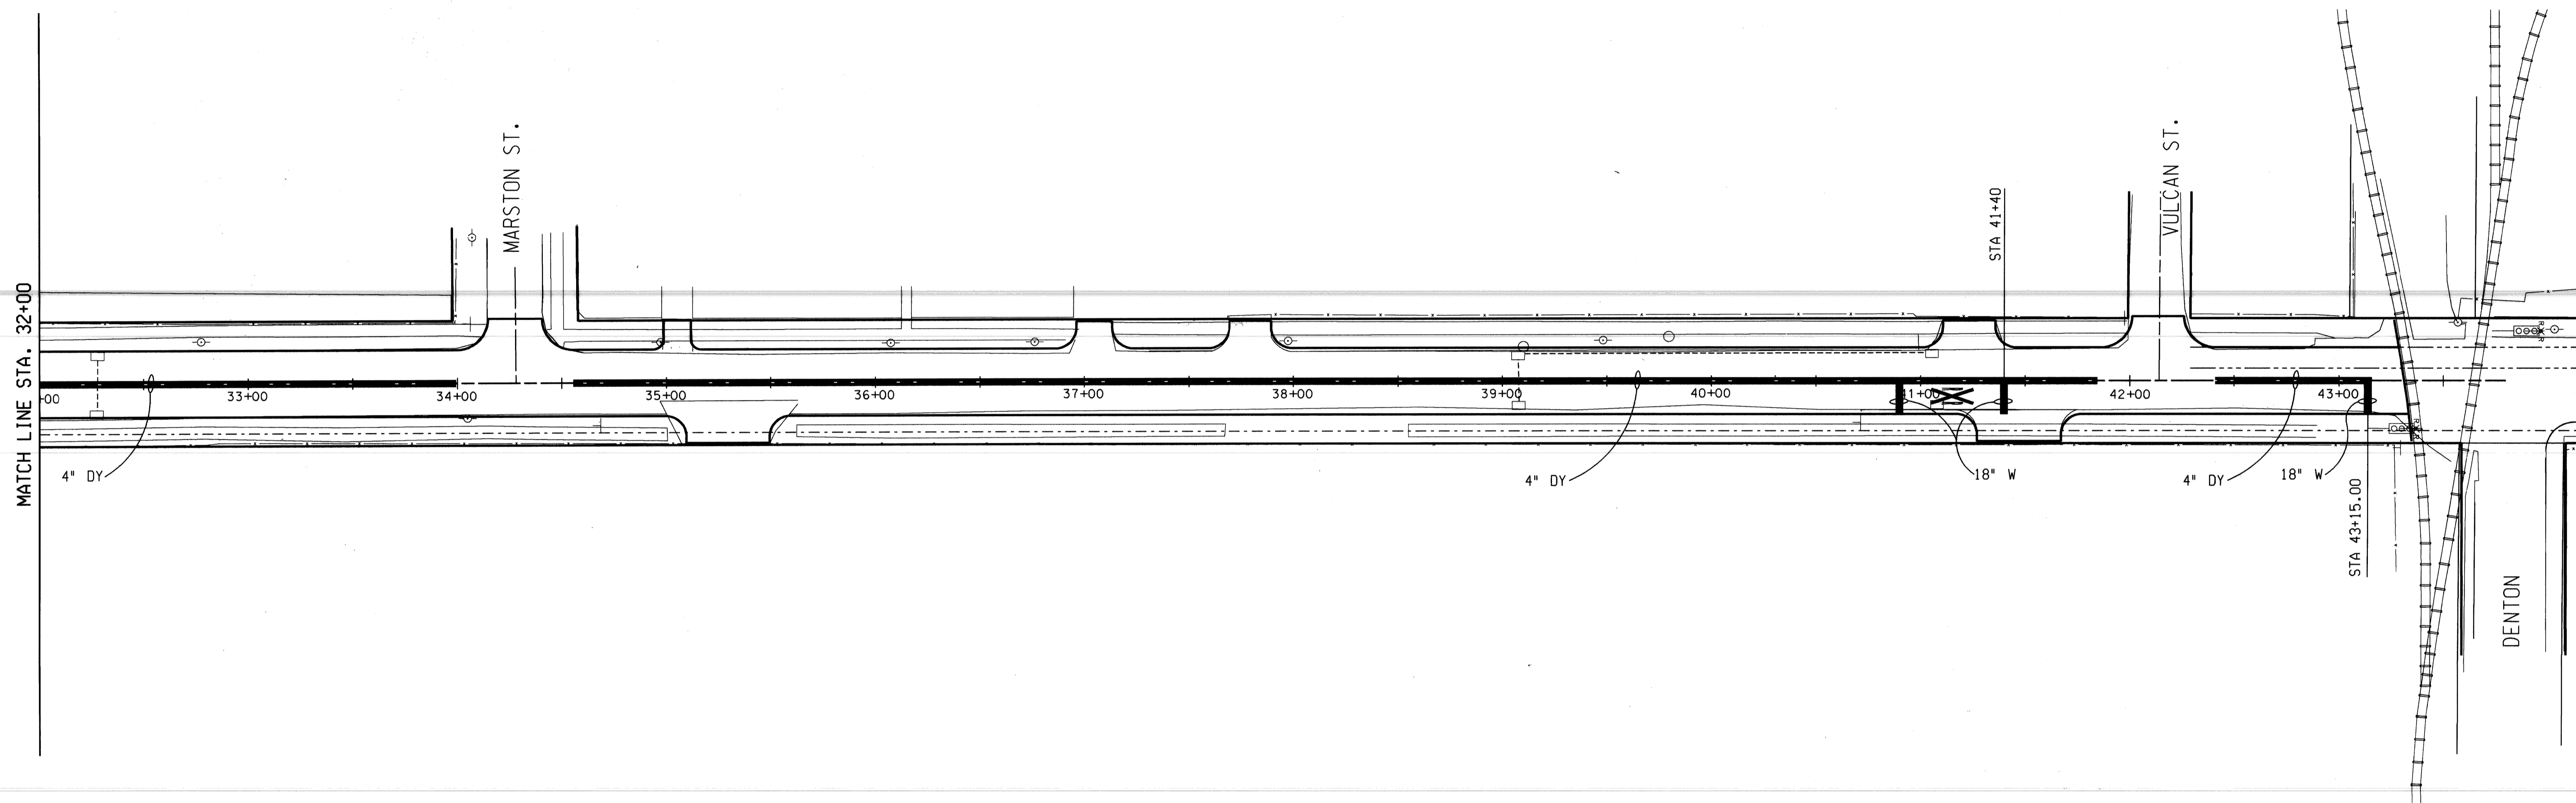 MATCH LINE STA. 32+00
MARSTON ST.
VULCAN ST.
STA 41+40
+00
33+00
34+00
35+00
36+00
37+00
38+00
39+00
40+00
41+00
42+00
43+00
4" DY
4" DY
18" W
4" DY
18" W
STA 43+15.00
DENTON